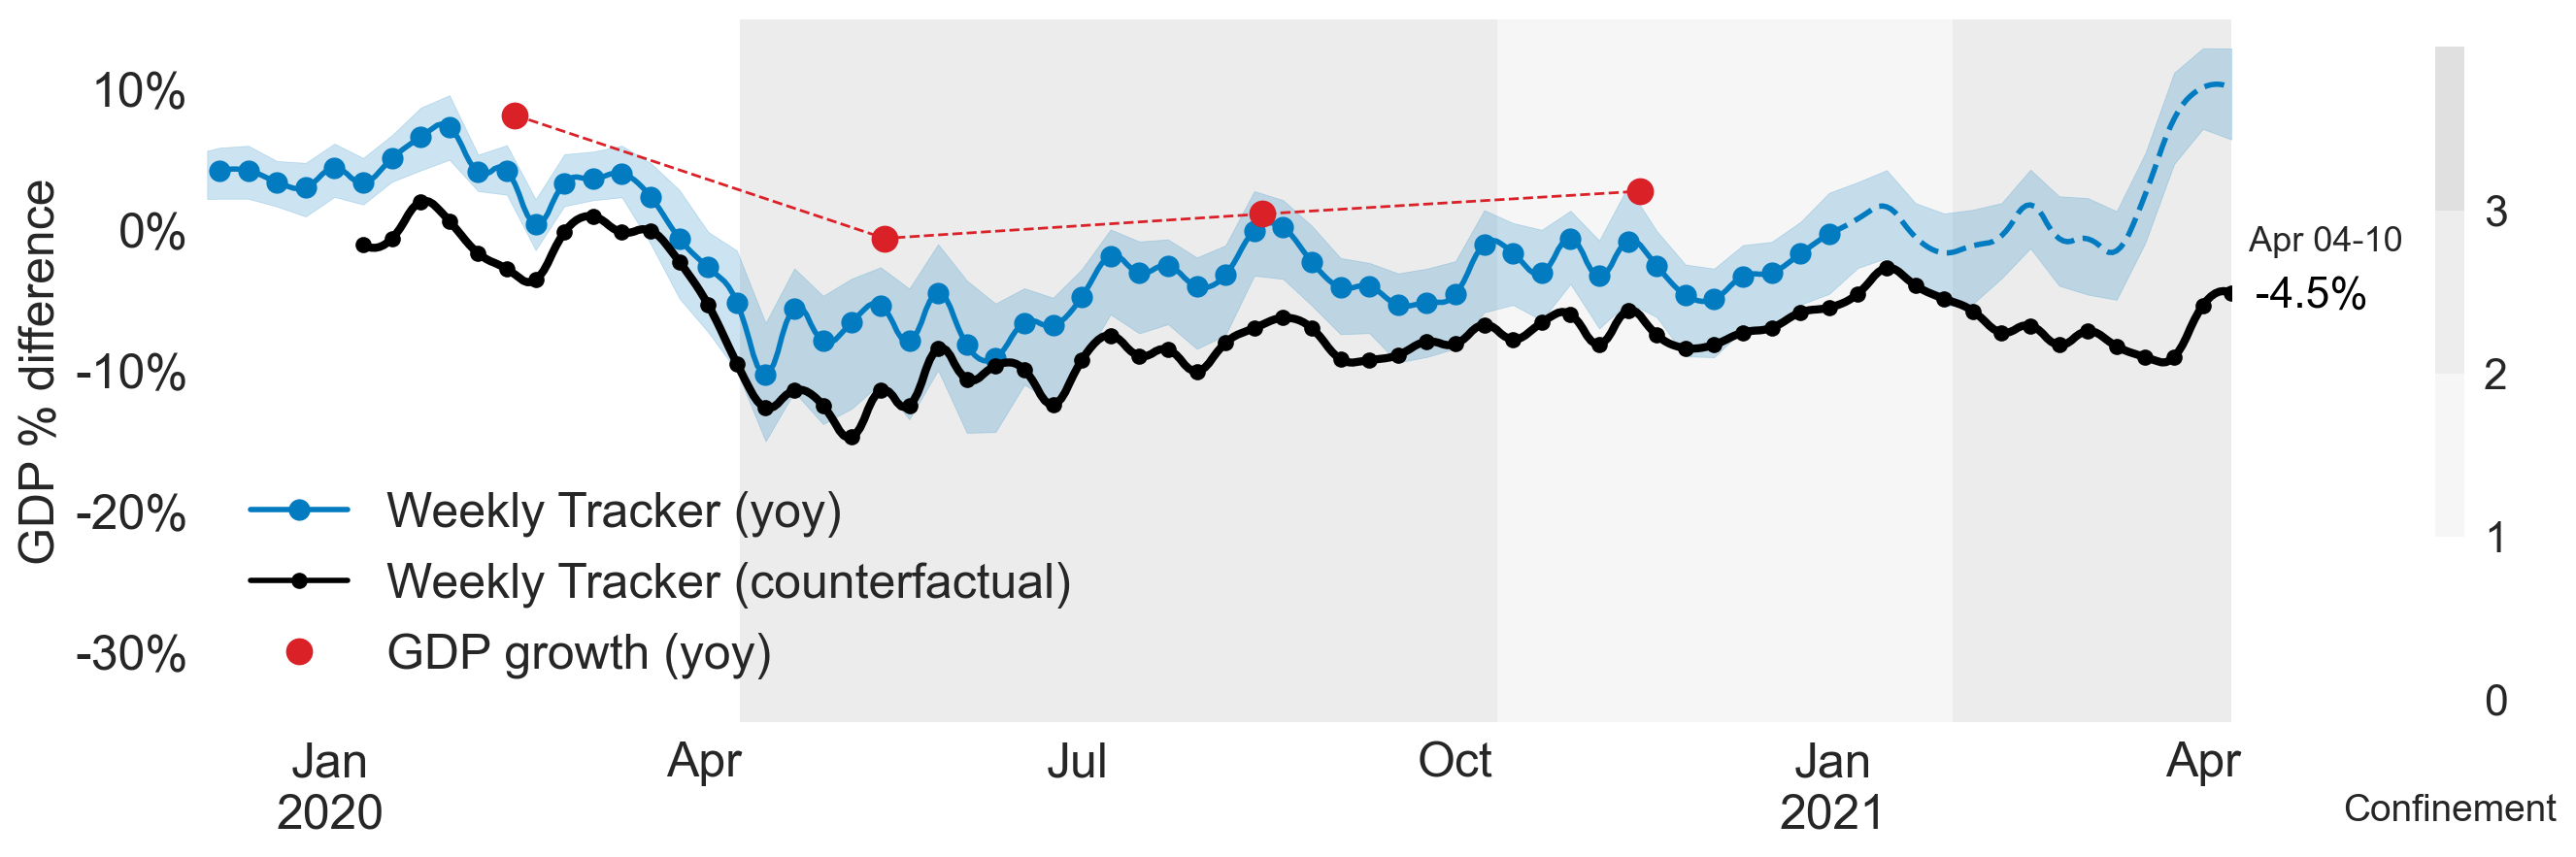 GDP % difference
10%
0%
-10%
-20%
-30%
Weekly Tracker (yoy)
Weekly Tracker (counterfactual)
GDP growth (yoy)
Jan
2020
Apr
Jul
Oct
Jan
2021
Apr
Apr 04-10
-4.5%
3
2
1
0
Confinement